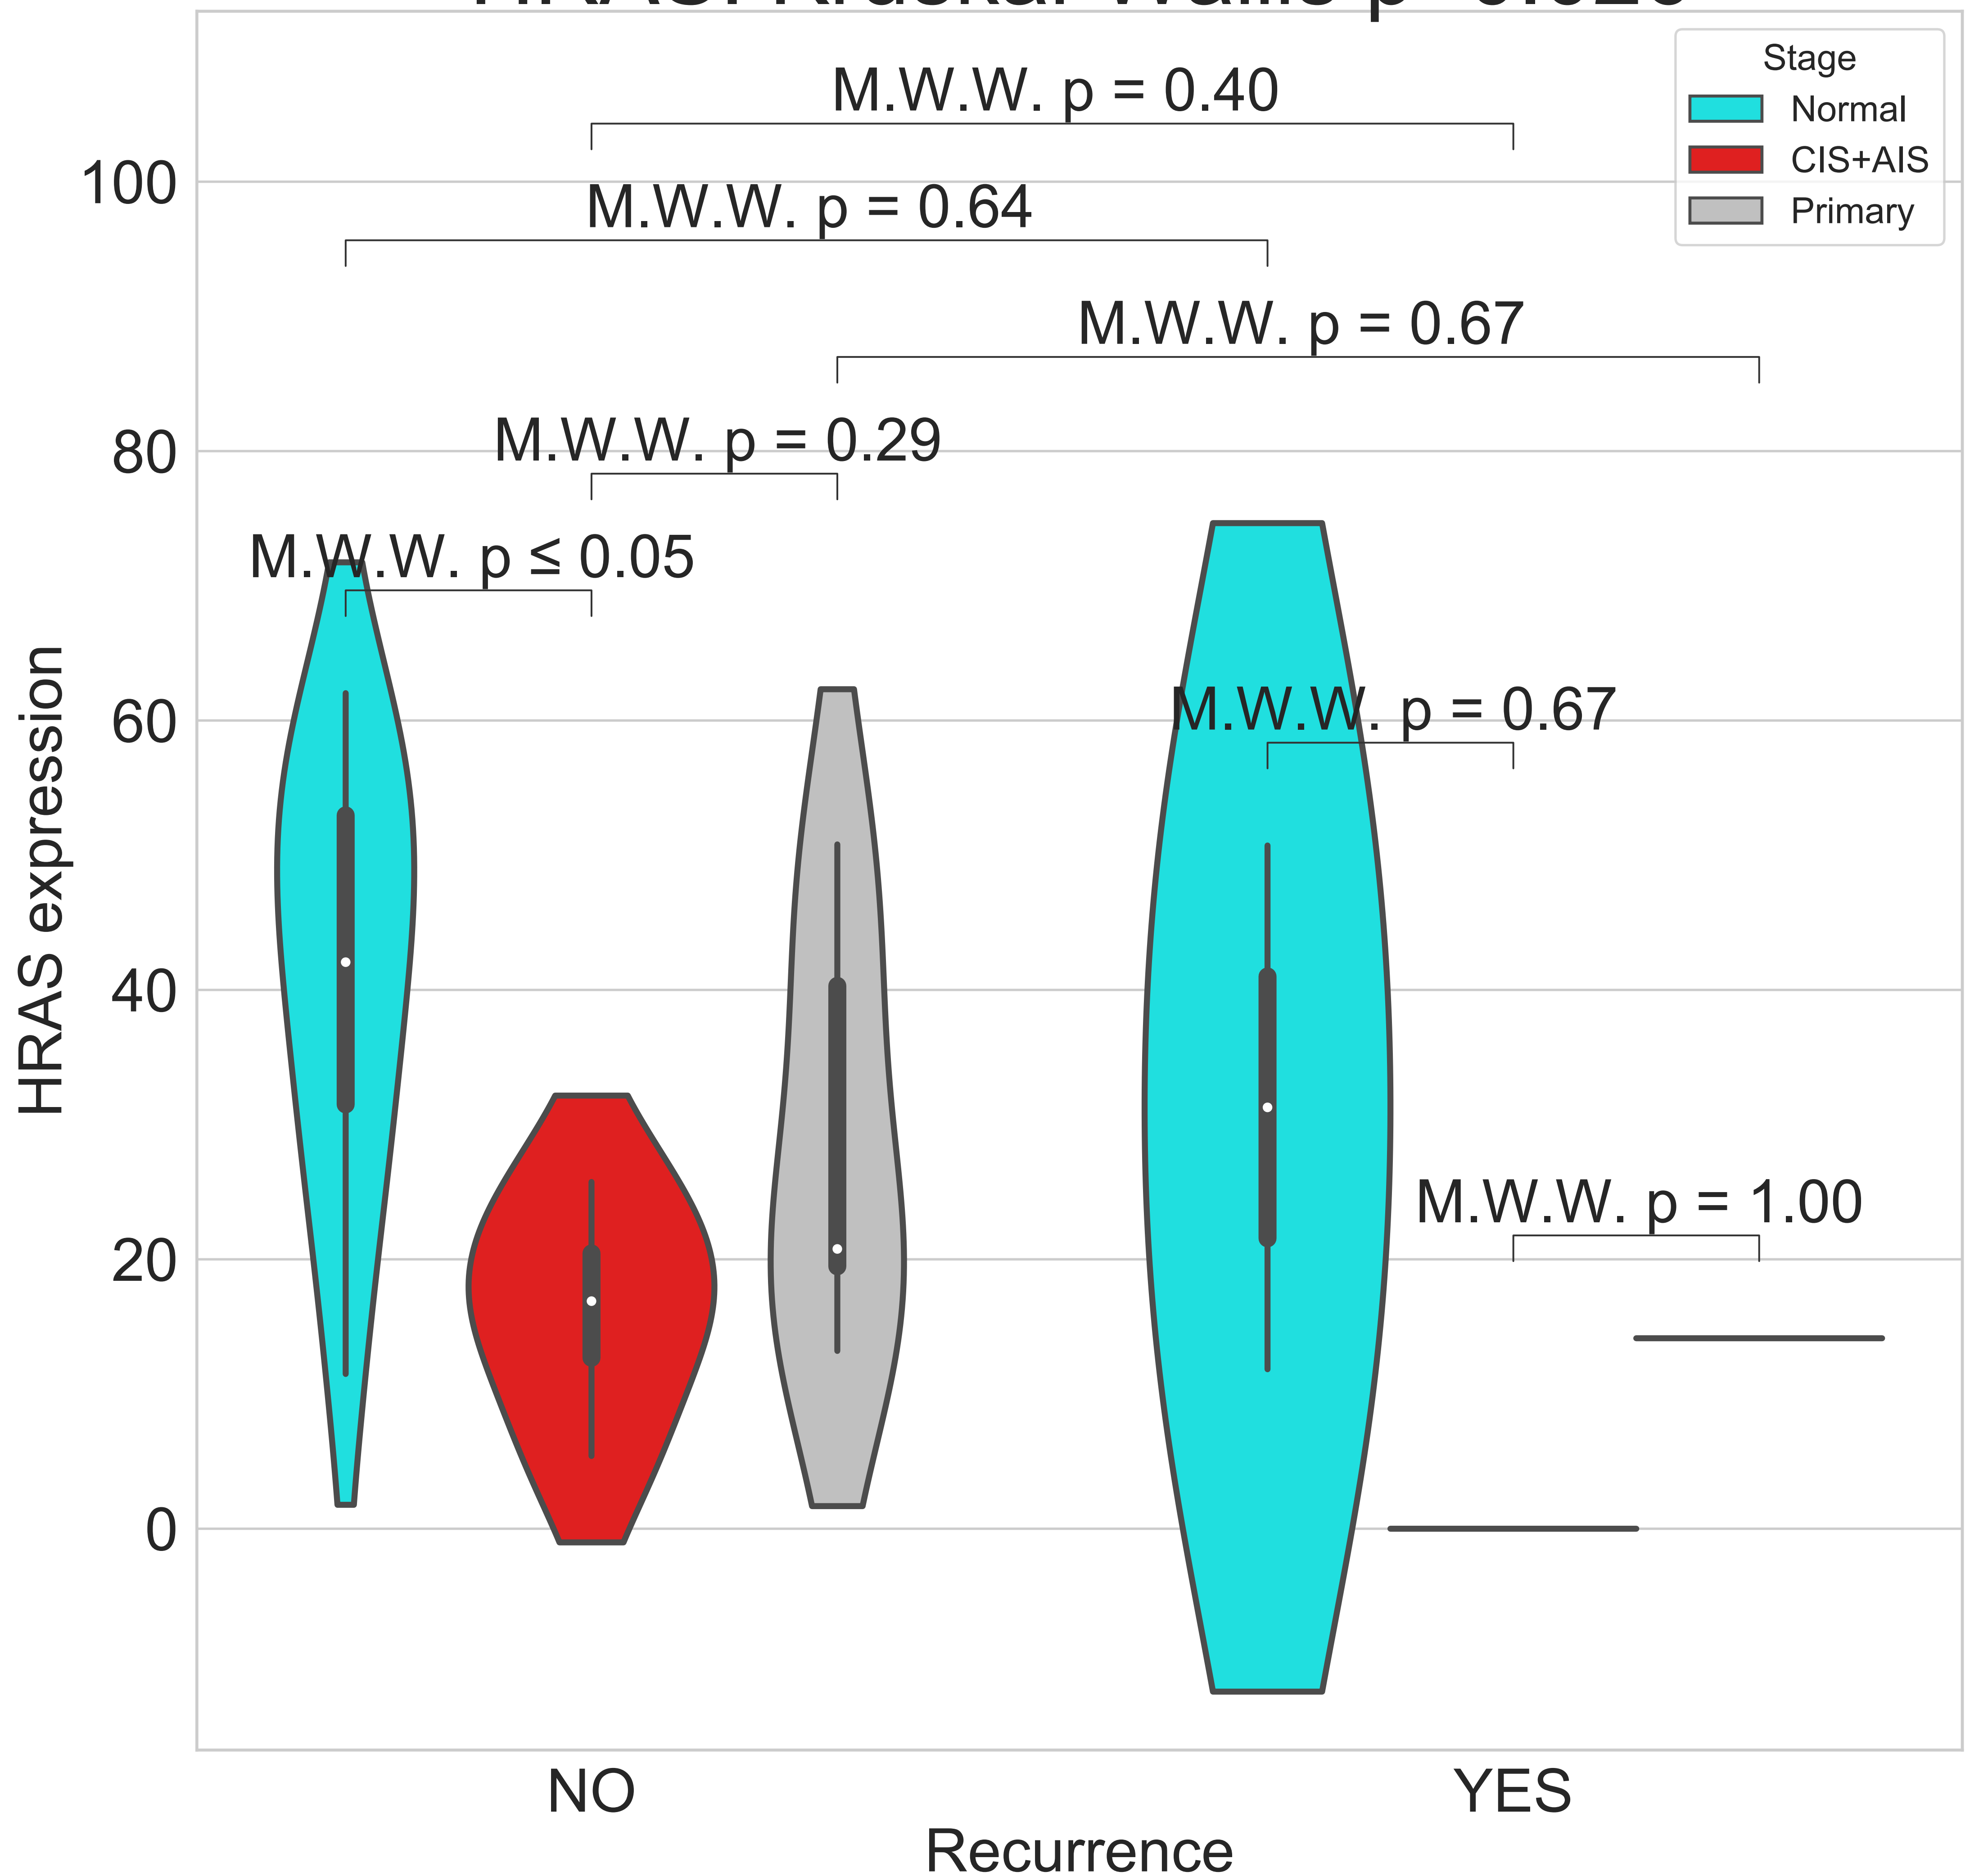 Stage
Normal
CIS+AIS
Primary
M.W.W. p = 0.40
M.W.W. p = 0.64
M.W.W. p = 0.67
M.W.W. p = 0.29
M.W.W. p ≤ 0.05
M.W.W. p = 0.67
M.W.W. p = 1.00
100
80
60
40
20
0
HRAS expression
NO
YES
Recurrence